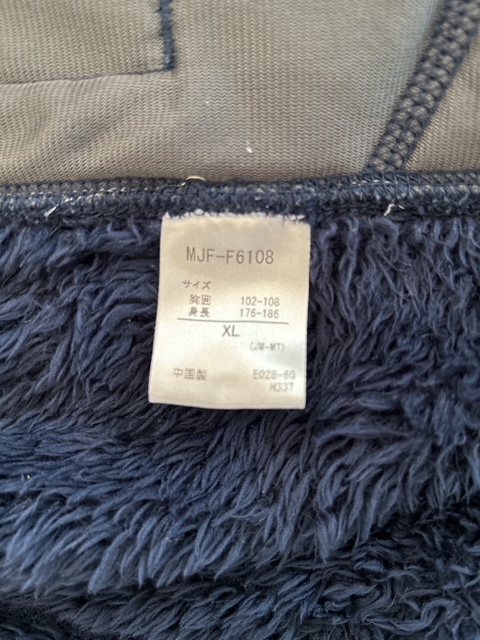 MJF-F6108
サイズ
胸囲 102-108
身長 176-186
XL
(JM-MT)
中国製 E028-6G
H33T